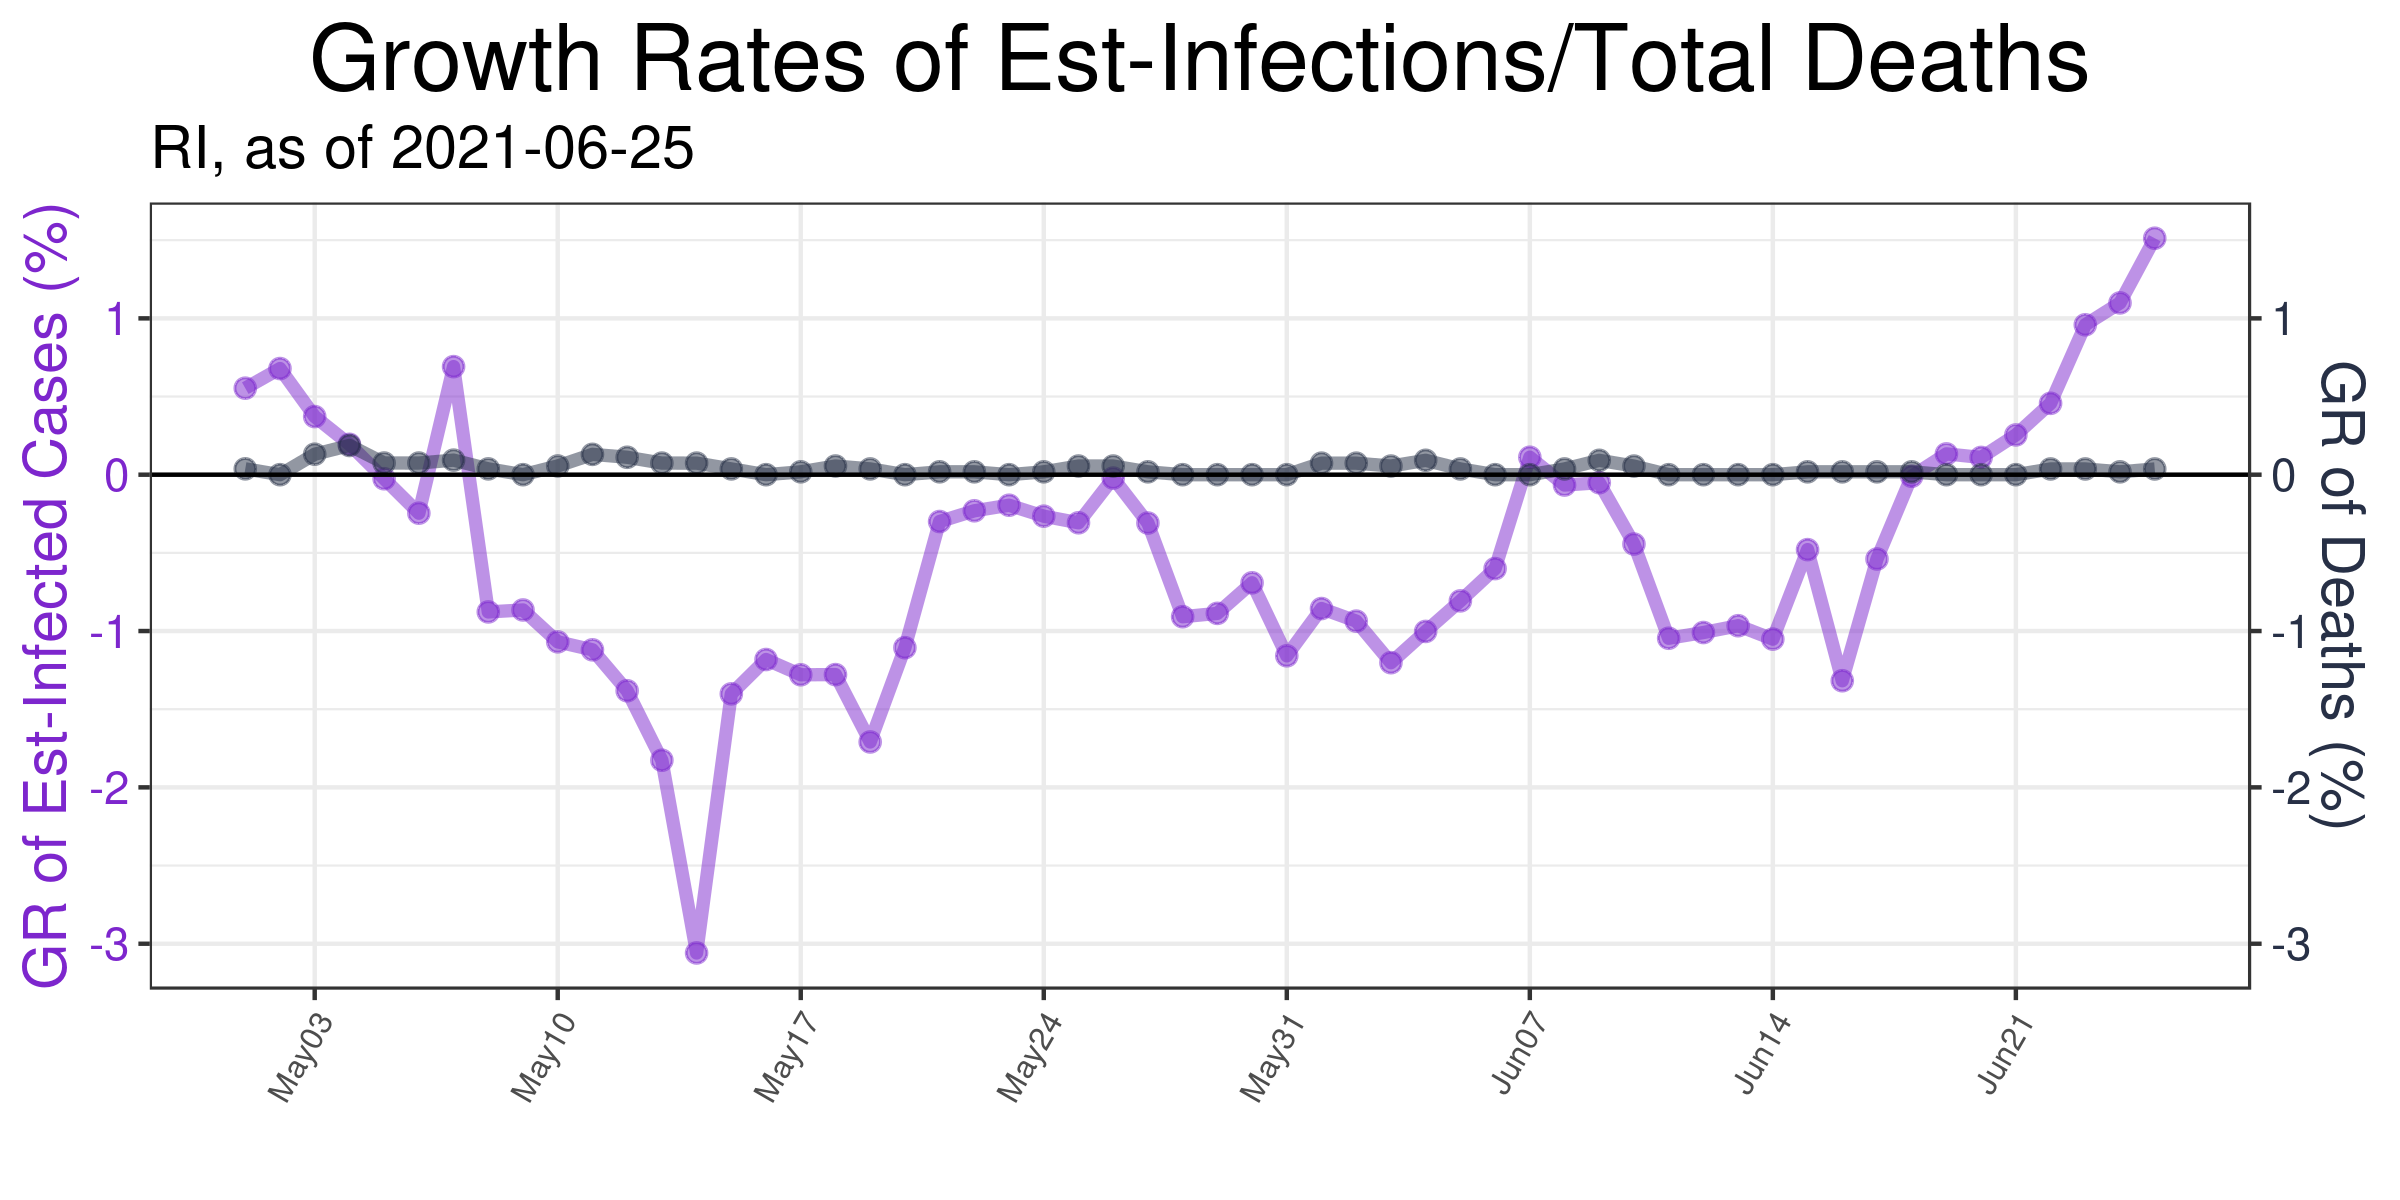 Growth Rates of Est-Infections/Total Deaths
RI, as of 2021-06-25
GR of Est-Infected Cases (%)
1
0
-1
-2
-3
1
0
-1
-2
-3
GR of Deaths (%)
May03
May10
May17
May24
May31
Jun07
Jun14
Jun21